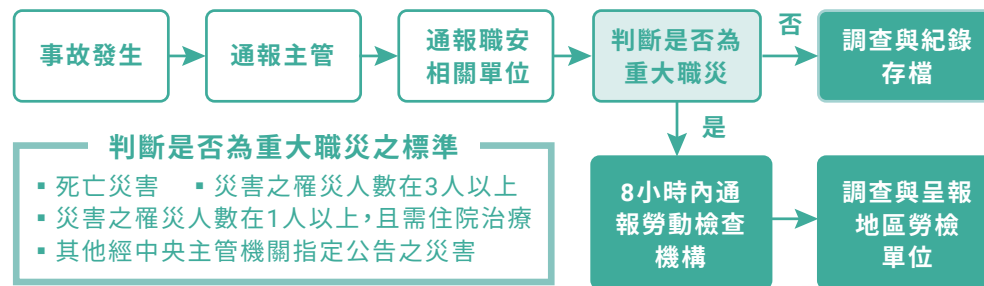 事故發生
通報主管
通報職安
相關單位
判斷是否為
重大職災
否
調查與紀錄
存檔
是
8小時內通
報勞動檢查
機構
調查與呈報
地區勞檢
單位
判斷是否為重大職災之標準
▪ 死亡災害 ▪ 災害之罹災人數在3人以上
▪ 災害之罹災人數在1人以上，且需住院治療
▪ 其他經中央主管機關指定公告之災害